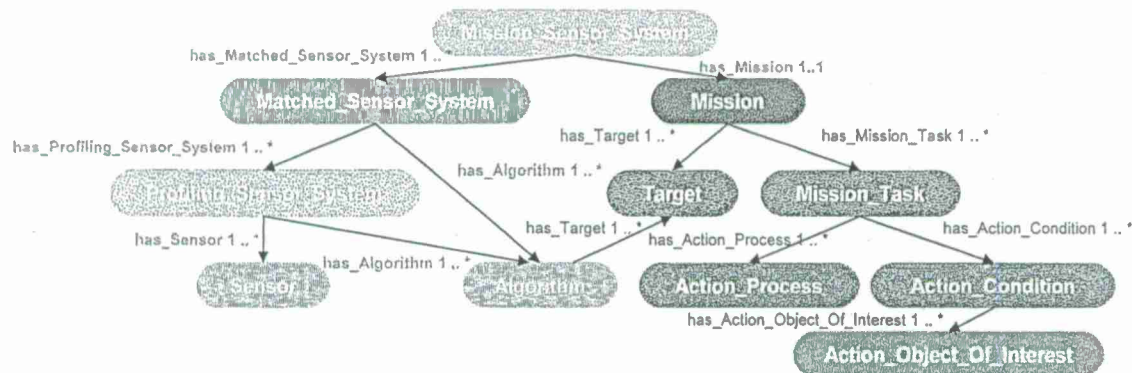 Mission_Sensor_System
has_Matched_Sensor_System 1 .. *
has_Mission 1..1
Matched_Sensor_System
Mission
has_Target 1 .. *
has_Mission_Task 1 .. *
has_Profiling_Sensor_System 1 .. *
has_Algorithm 1 .. *
Profiling_Sensor_System
Target
Mission_Task
has_Sensor 1 .. *
has_Target 1 .. *
has_Action_Process 1 .. *
has_Action_Condition 1 .. *
has_Algorithm 1 .. *
Sensor
Algorithm
Action_Process
Action_Condition
has_Action_Object_Of_Interest 1 .. *
Action_Object_Of_Interest